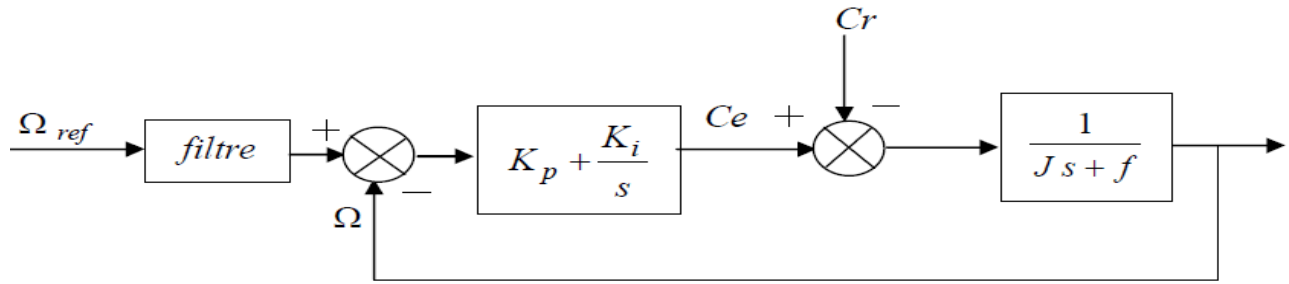 Ω ref
filtre
+
−
Ω
K p + K i / s
Ce
+
Cr
−
1 / J s + f